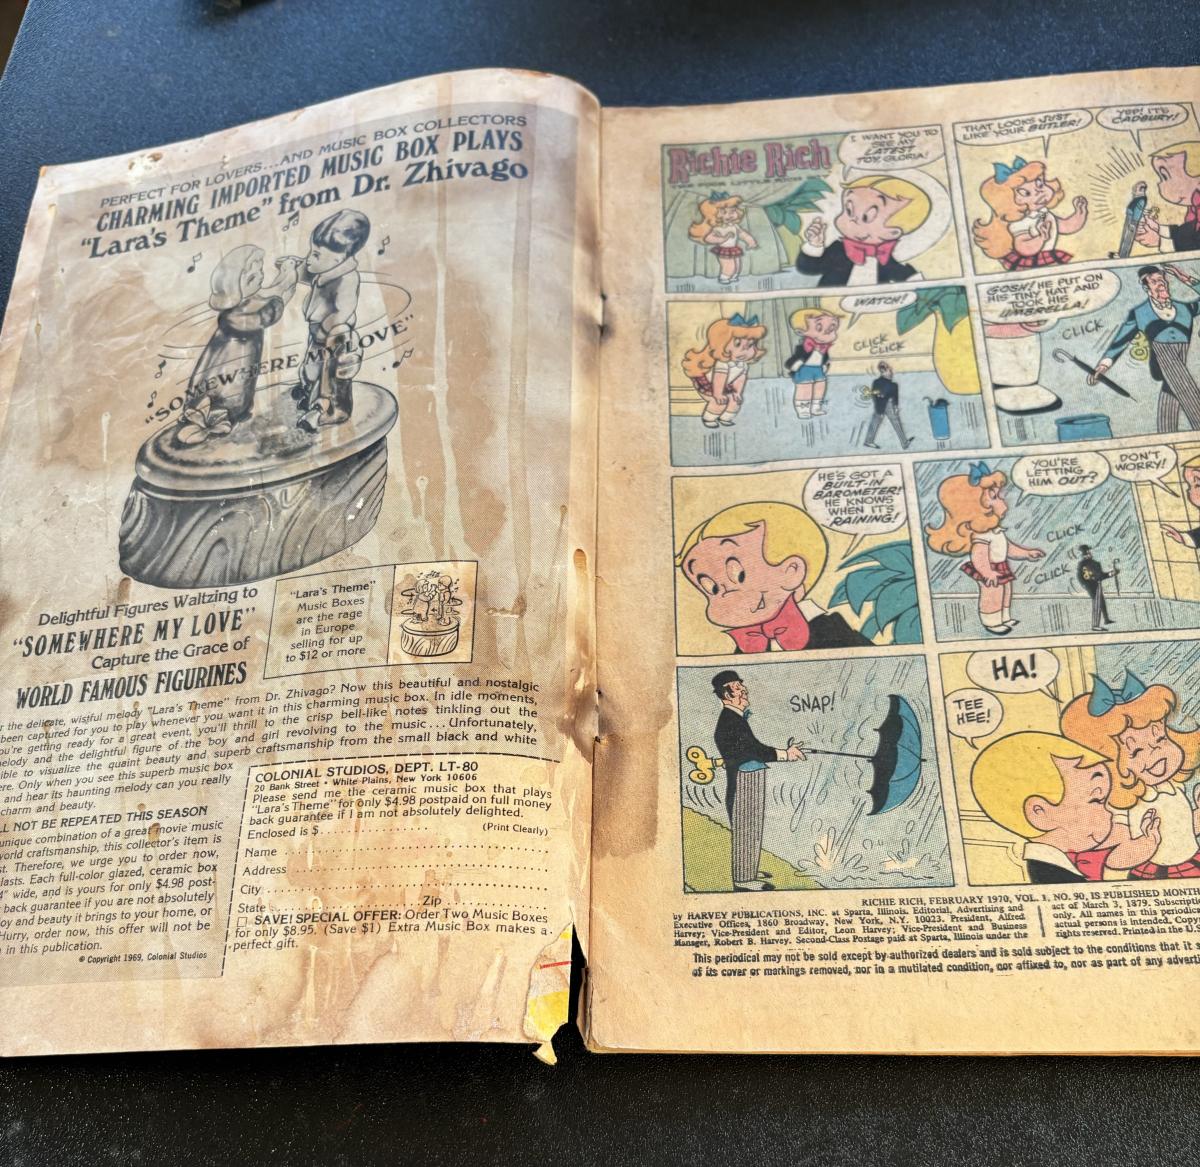 PERFECT FOR LOVERS...AND MUSIC BOX COLLECTORS
CHARMING IMPORTED MUSIC BOX PLAYS
"Lara's Theme" from Dr. Zhivago
"SOMEWHERE MY LOVE"
Delightful Figures Waltzing to
"SOMEWHERE MY LOVE"
Capture the Grace of
WORLD FAMOUS FIGURINES
"Lara's Theme"
Music Boxes
are the rage
in Europe
selling for up
to $12 or more
r the delicate, wistful melody "Lara's Theme" from Dr. Zhivago? Now this beautiful and nostalgic
been captured for you to play whenever you want it in this charming music box. In idle moments,
ou're getting ready for a great event, you'll thrill to the crisp bell-like notes tinkling out the
elody and the delightful figure of the boy and girl revolving to the music... Unfortunately,
ible to visualize the quaint beauty and superb craftsmanship from the small black and white
ere. Only when you see this superb music box
and hear its haunting melody can you really
charm and beauty.
LL NOT BE REPEATED THIS SEASON
unique combination of a great movie music
world craftsmanship, this collector's item is
st. Therefore, we urge you to order now,
lasts. Each full-color glazed, ceramic box
4" wide, and is yours for only $4.98 post-
back guarantee if you are not absolutely
oy and beauty it brings to your home, or
Hurry, order now, this offer will not be
in this publication.
© Copyright 1969, Colonial Studios
COLONIAL STUDIOS, DEPT. LT-80
20 Bank Street • White Plains, New York 10606
Please send me the ceramic music box that plays
"Lara's Theme" for only $4.98 postpaid on full money
back guarantee if I am not absolutely delighted.
Enclosed is $
(Print Clearly)
Name
Address
City
State Zip
SAVE! SPECIAL OFFER: Order Two Music Boxes
for only $8.95. (Save $1) Extra Music Box makes a
perfect gift.
Richie Rich
I WANT YOU TO
SEE MY
LATEST
TOY, GLORIA!
THAT LOOKS JUST
LIKE YOUR BUTLER!
YEP! IT'S
CADBURY!
WATCH!
CLICK
CLICK
GOSH! HE PUT ON
HIS TINY HAT AND
TOOK HIS
UMBRELLA!
CLICK
HE'S GOT A
BUILT-IN
BAROMETER!
HE KNOWS
WHEN IT'S
RAINING!
YOU'RE
LETTING
HIM OUT?
DON'T
WORRY!
CLICK
CLICK
SNAP!
HA!
TEE
HEE!
RICHIE RICH, FEBRUARY 1970, VOL. 1, NO. 90, IS PUBLISHED MONTH
by HARVEY PUBLICATIONS, INC. at Sparta, Illinois. Editorial, Advertising and
Executive Offices, 1860 Broadway, New York, N.Y. 10023. President, Alfred
Harvey; Vice-President and Editor, Leon Harvey; Vice-President and Business
Manager, Robert B. Harvey. Second-Class Postage paid at Sparta, Illinois under the
act of March 3, 1879. Subscriptio
only. All names in this periodical
actual persons is intended. Copyr
rights reserved. Printed in the U.S
This periodical may not be sold except by authorized dealers and is sold subject to the conditions that it s
of its cover or markings removed, nor in a mutilated condition, nor affixed to, nor as part of any adverti